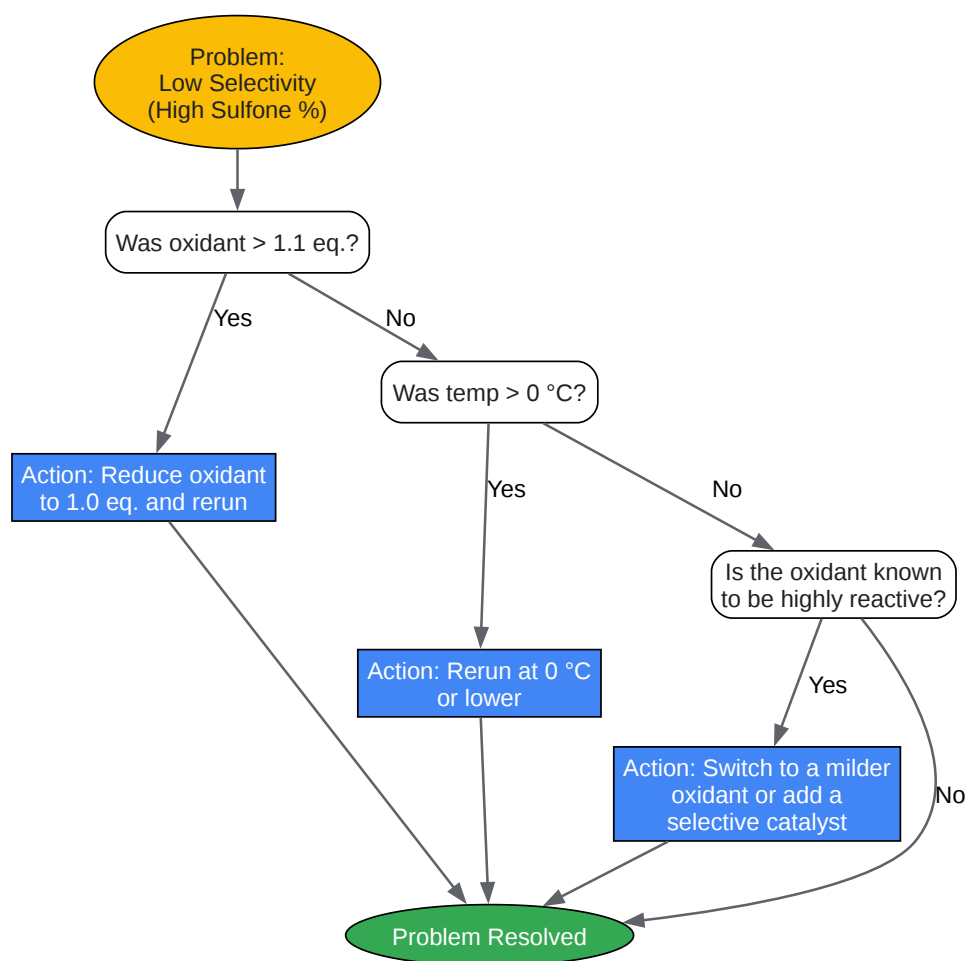 Problem:
Low Selectivity
(High Sulfone %)
Was oxidant > 1.1 eq.?
Yes
No
Was temp > 0 °C?
Action: Reduce oxidant
to 1.0 eq. and rerun
Yes
No
Is the oxidant known
to be highly reactive?
Action: Rerun at 0 °C
or lower
Yes
No
Action: Switch to a milder
oxidant or add a
selective catalyst
Problem Resolved